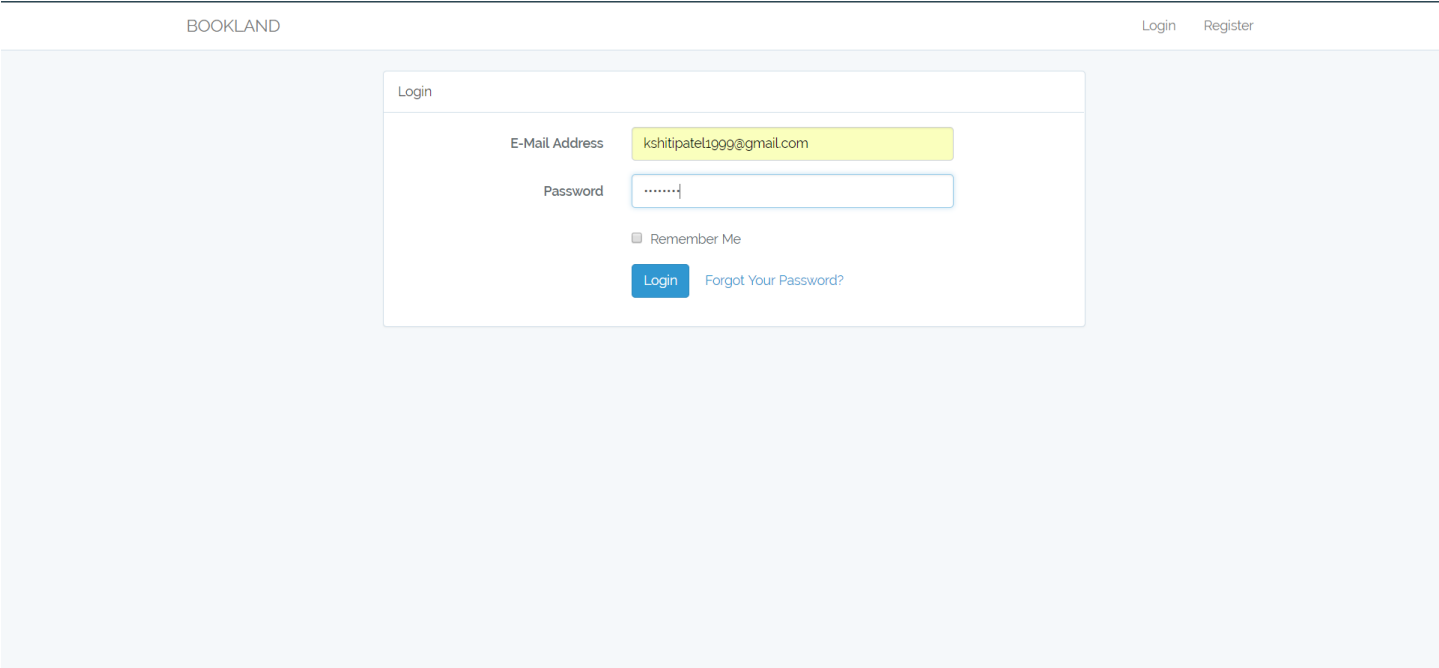 BOOKLAND Login Register
Login
E-Mail Address kshitipatel1999@gmail.com
Password ········
Remember Me
Login Forgot Your Password?